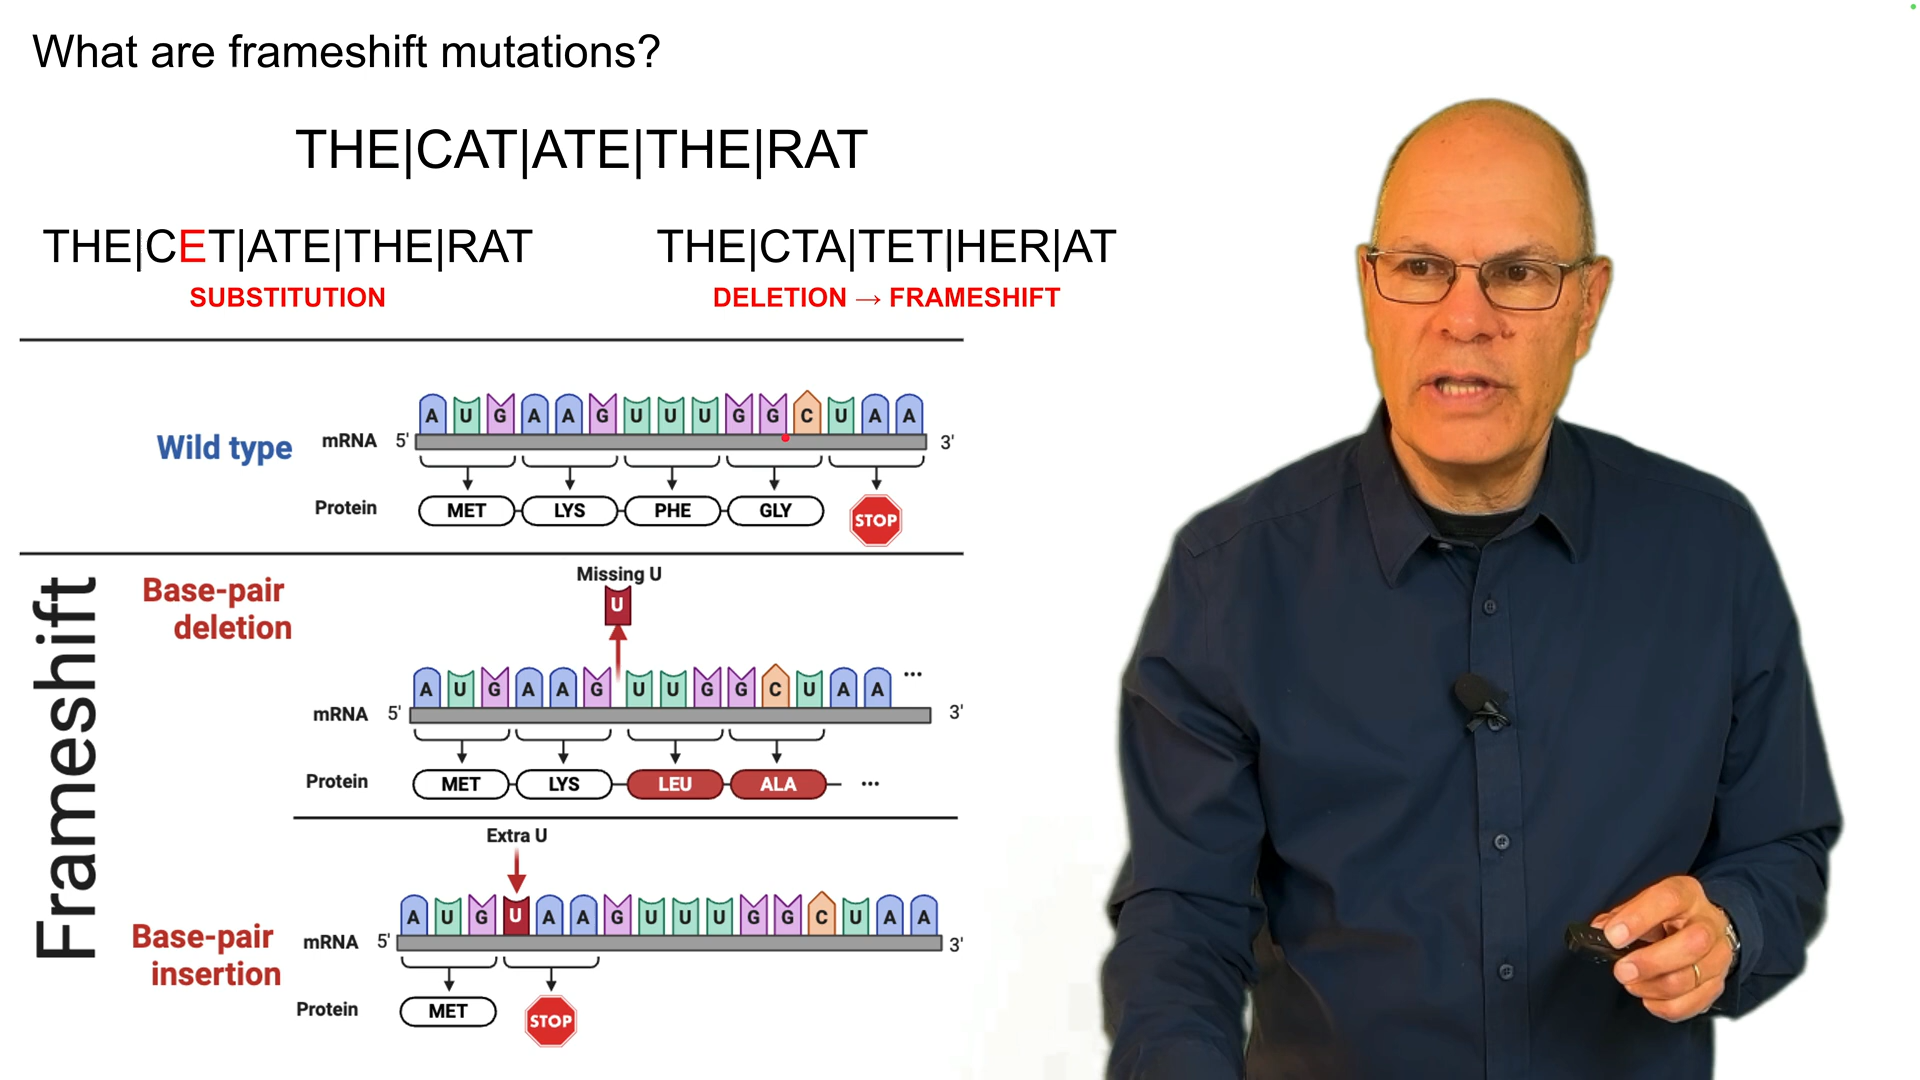 What are frameshift mutations?
THE|CAT|ATE|THE|RAT
THE|CET|ATE|THE|RAT
SUBSTITUTION
THE|CTA|TET|HER|AT
DELETION → FRAMESHIFT
Wild type
A U G A A G U U U G G C U A A
mRNA 5' 3'
Protein MET LYS PHE GLY STOP
Frameshift
Base-pair
deletion
Missing U
U
A U G A A G U U G G C U A A ...
mRNA 5' 3'
Protein MET LYS LEU ALA ...
Base-pair
insertion
Extra U
A U G U A A G U U U G G C U A A
mRNA 5' 3'
Protein MET STOP